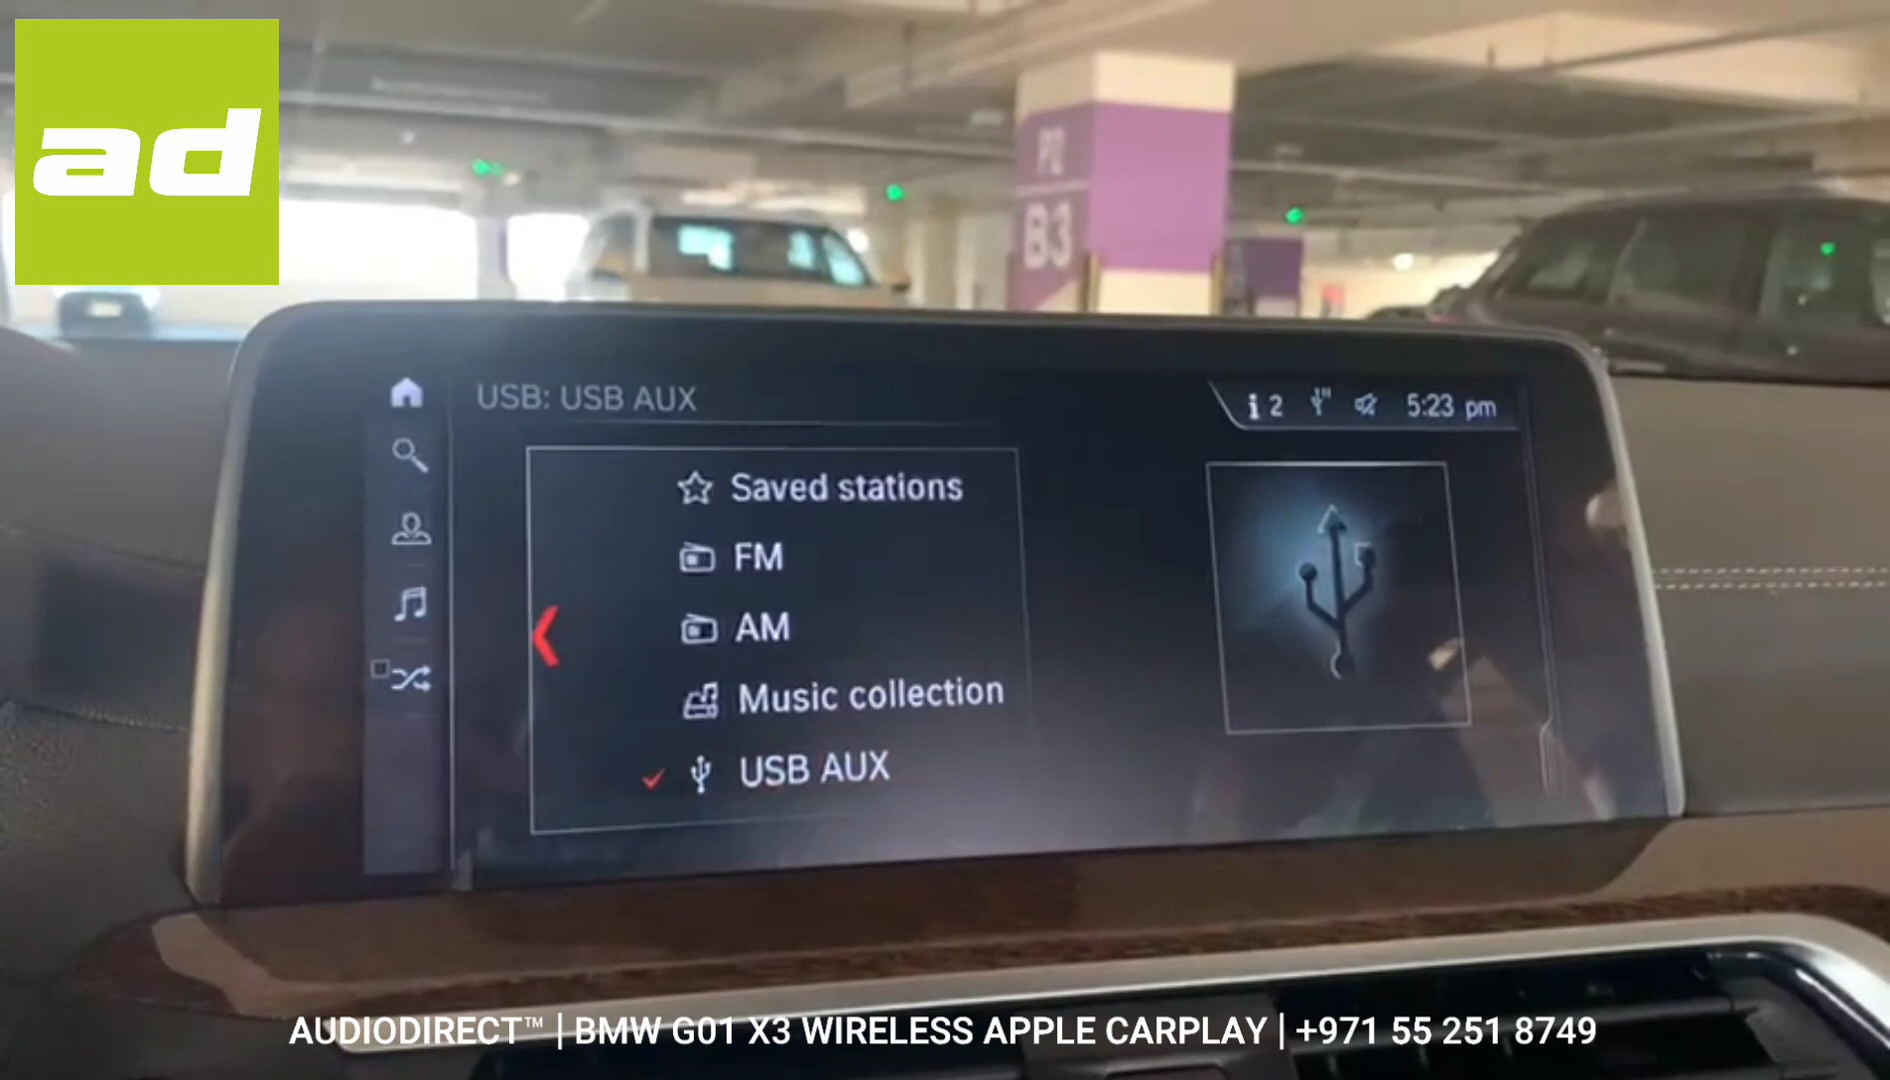 ad
P2
B3
USB: USB AUX
2 5:23 pm
Saved stations
FM
AM
Music collection
USB AUX
AUDIODIRECT™ | BMW G01 X3 WIRELESS APPLE CARPLAY | +971 55 251 8749